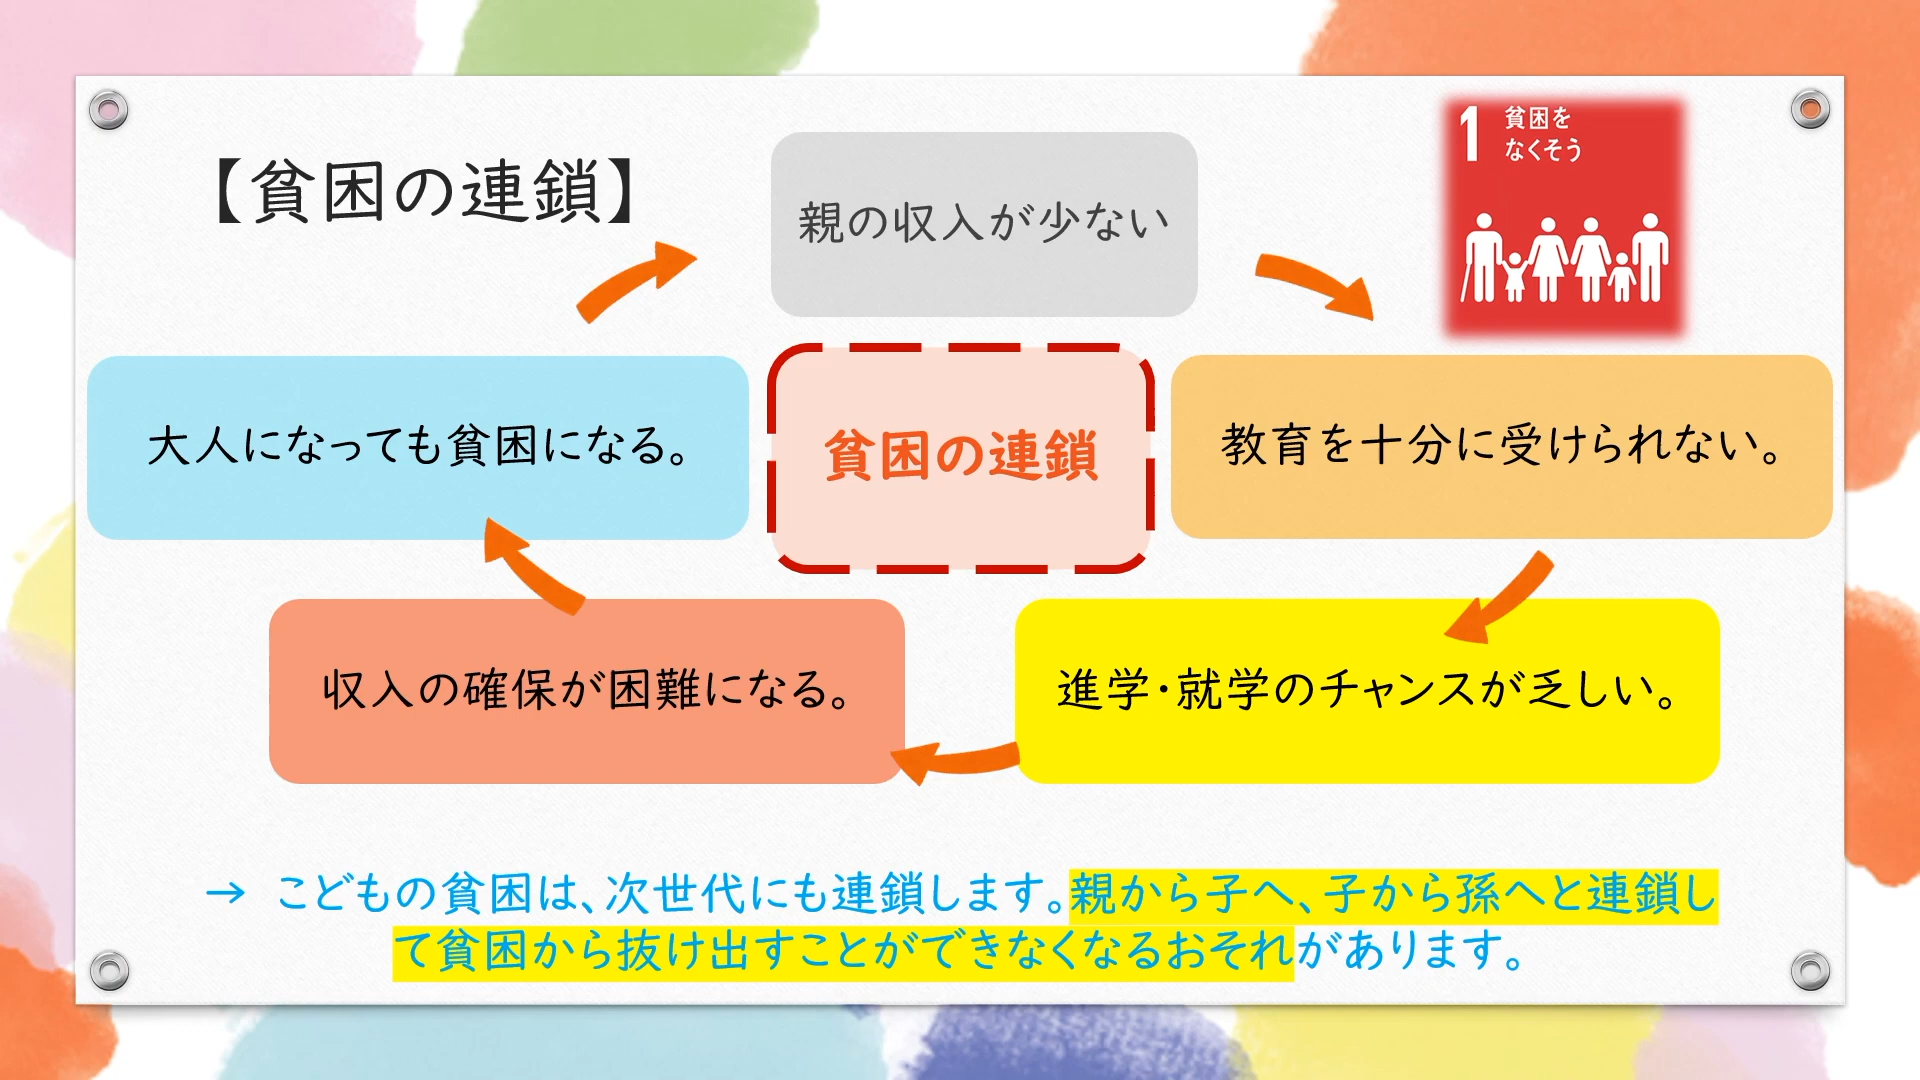 【貧困の連鎖】
親の収入が少ない
1 貧困を
なくそう
大人になっても貧困になる。
貧困の連鎖
教育を十分に受けられない。
収入の確保が困難になる。
進学・就学のチャンスが乏しい。
→ こどもの貧困は、次世代にも連鎖します。親から子へ、子から孫へと連鎖し
て貧困から抜け出すことができなくなるおそれがあります。